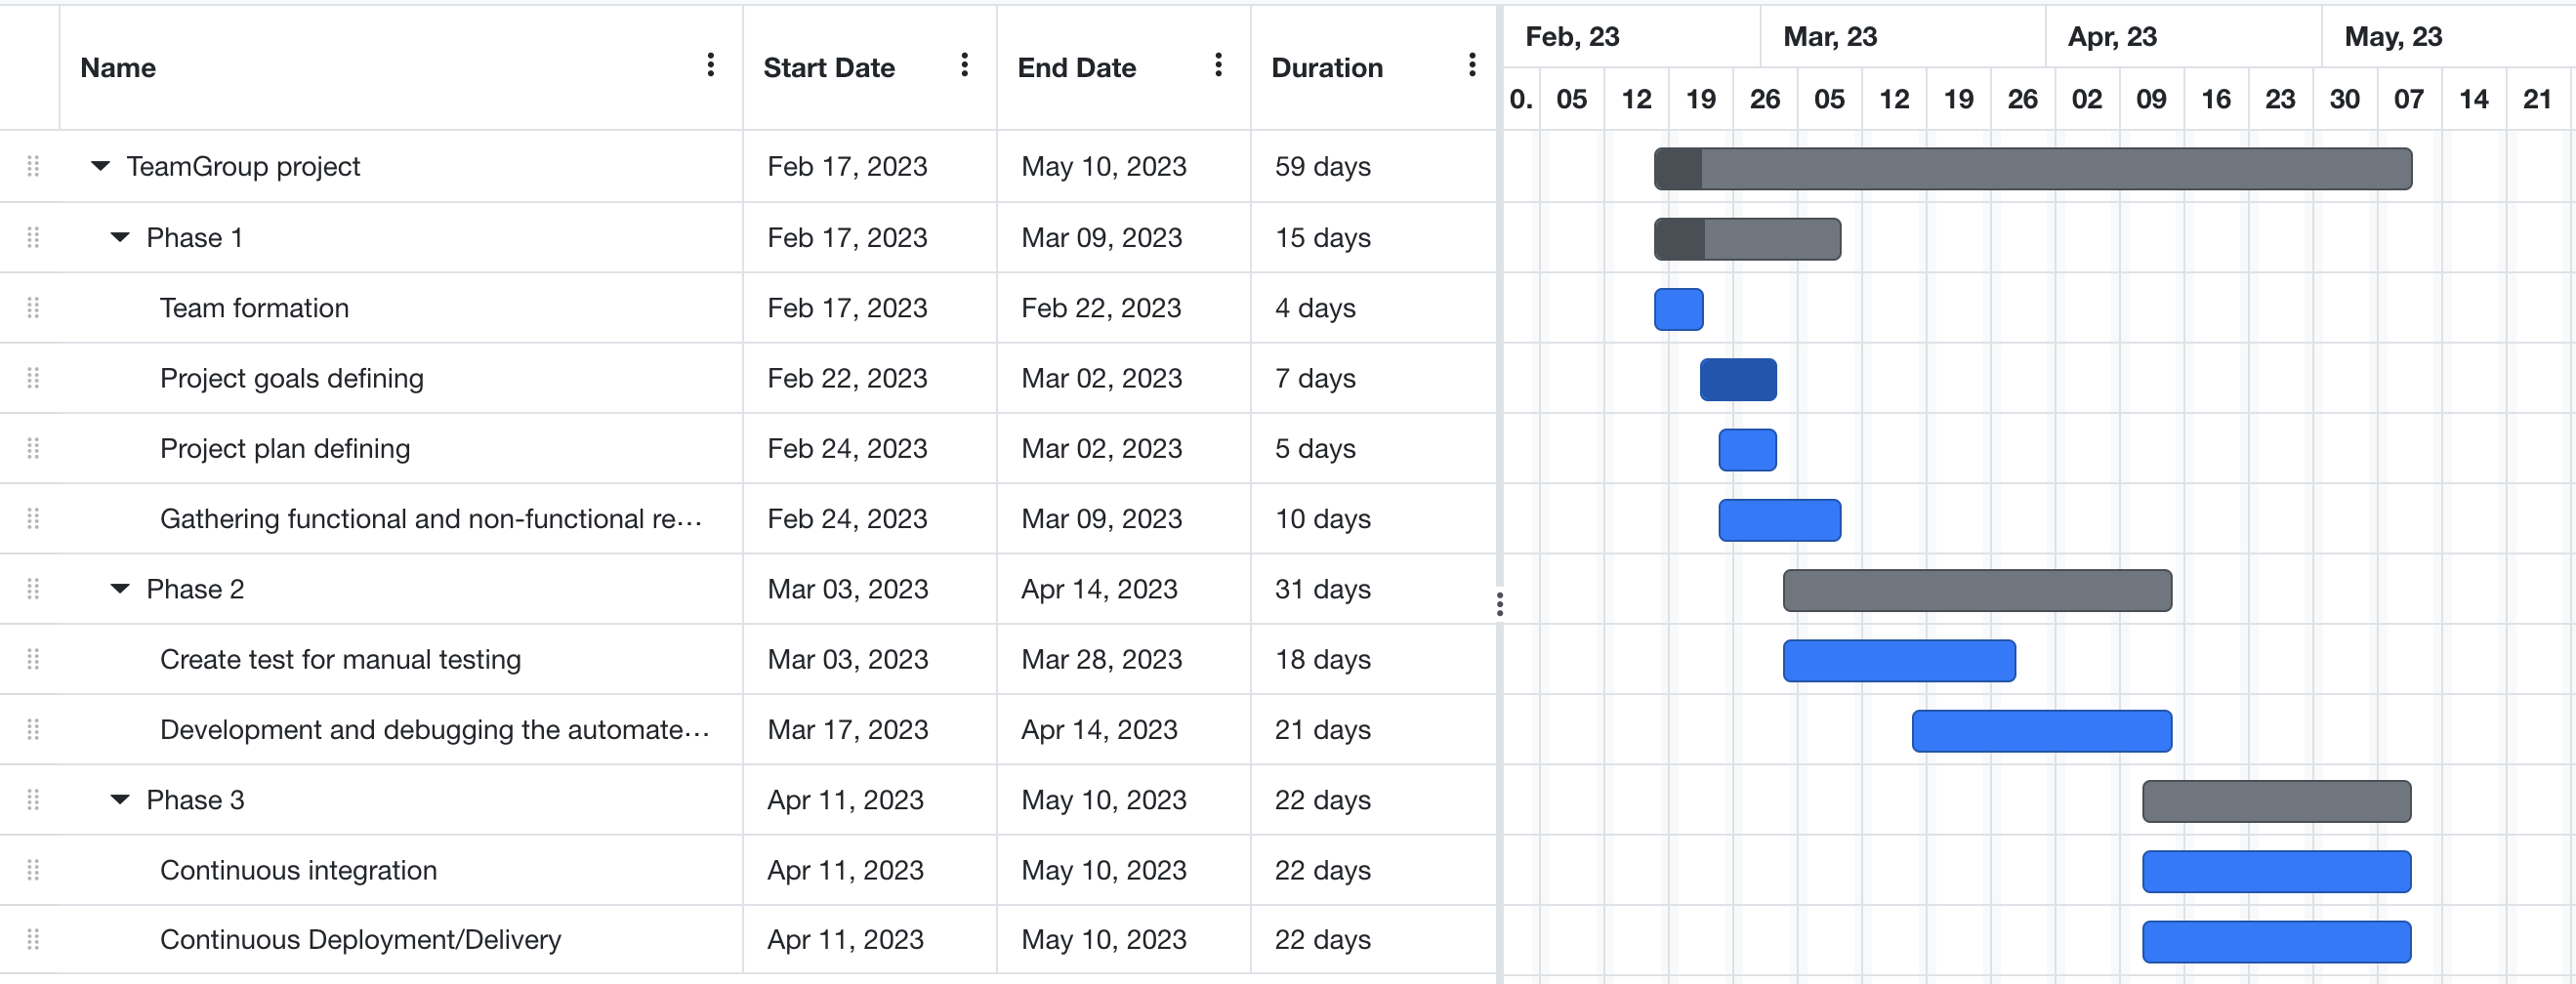 Name Start Date End Date Duration Feb, 23 Mar, 23 Apr, 23 May, 23
0. 05 12 19 26 05 12 19 26 02 09 16 23 30 07 14 21
TeamGroup project Feb 17, 2023 May 10, 2023 59 days
Phase 1 Feb 17, 2023 Mar 09, 2023 15 days
Team formation Feb 17, 2023 Feb 22, 2023 4 days
Project goals defining Feb 22, 2023 Mar 02, 2023 7 days
Project plan defining Feb 24, 2023 Mar 02, 2023 5 days
Gathering functional and non-functional re... Feb 24, 2023 Mar 09, 2023 10 days
Phase 2 Mar 03, 2023 Apr 14, 2023 31 days
Create test for manual testing Mar 03, 2023 Mar 28, 2023 18 days
Development and debugging the automate... Mar 17, 2023 Apr 14, 2023 21 days
Phase 3 Apr 11, 2023 May 10, 2023 22 days
Continuous integration Apr 11, 2023 May 10, 2023 22 days
Continuous Deployment/Delivery Apr 11, 2023 May 10, 2023 22 days